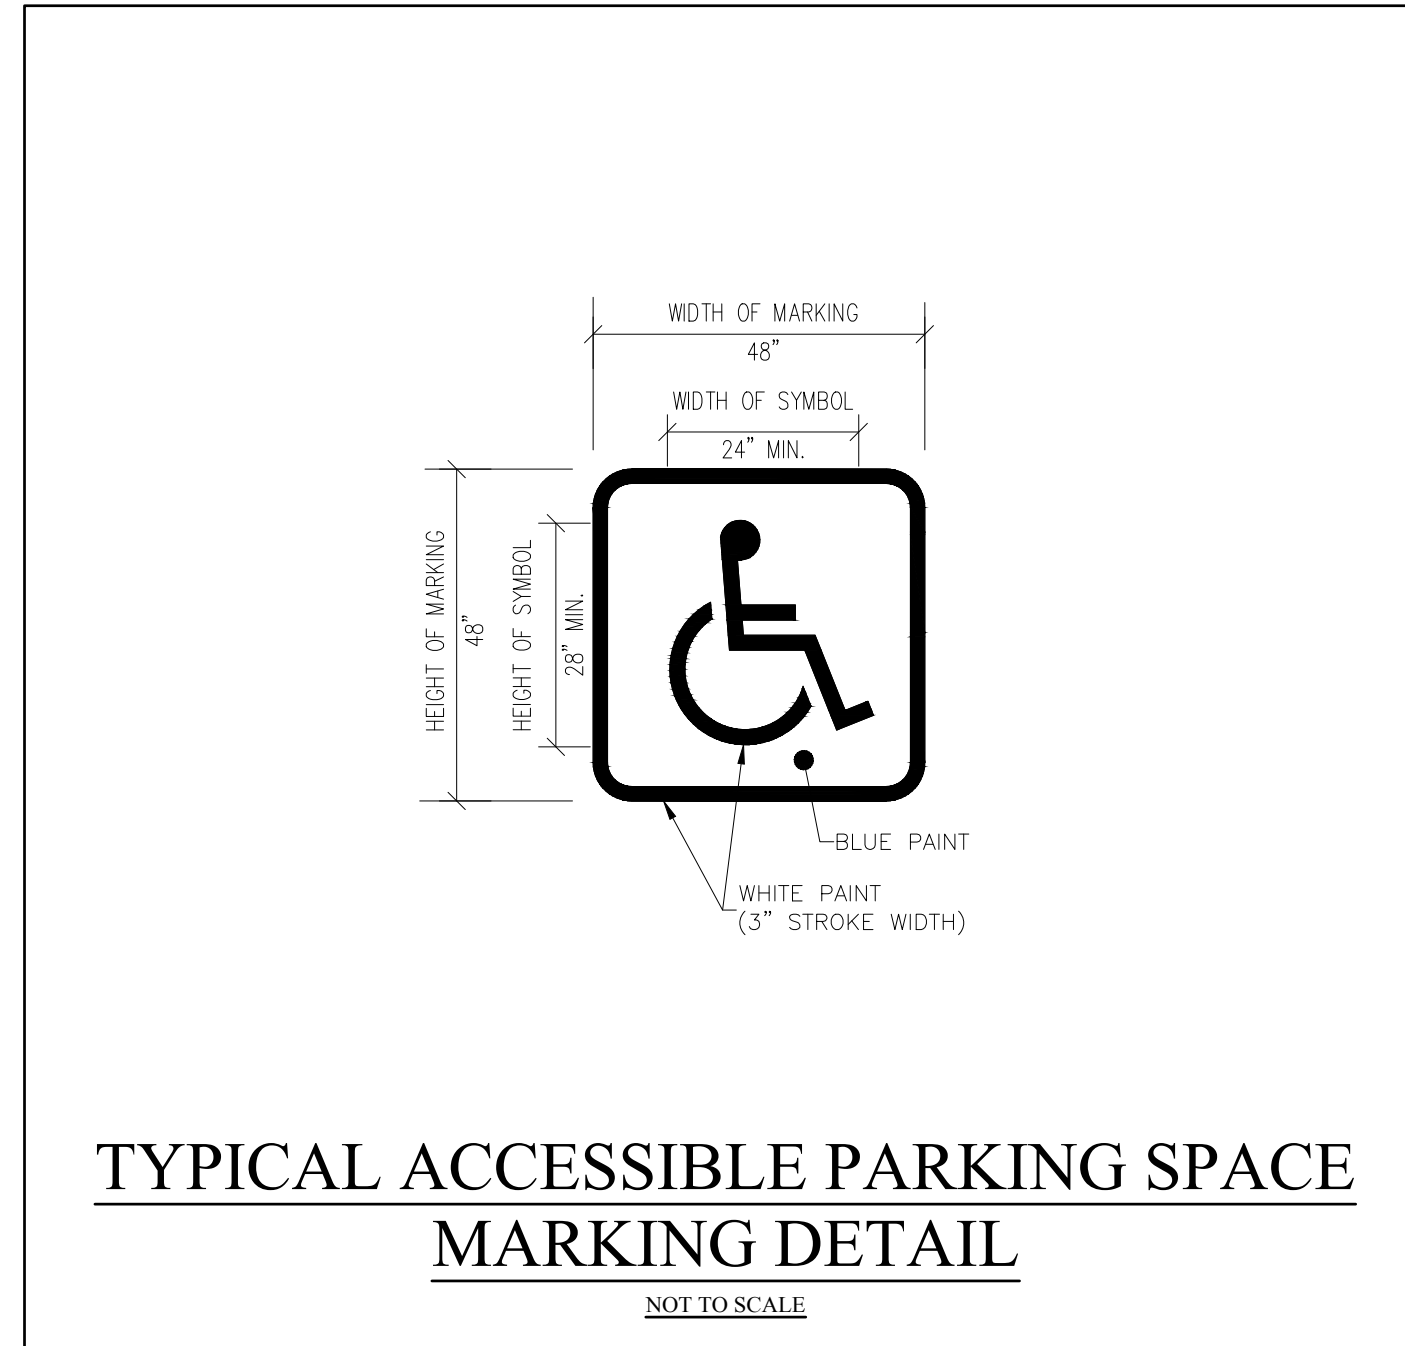 WIDTH OF MARKING
48”
WIDTH OF SYMBOL
24” MIN.
HEIGHT OF MARKING
48”
HEIGHT OF SYMBOL
28” MIN.
BLUE PAINT
WHITE PAINT
(3” STROKE WIDTH)
TYPICAL ACCESSIBLE PARKING SPACE
MARKING DETAIL
NOT TO SCALE